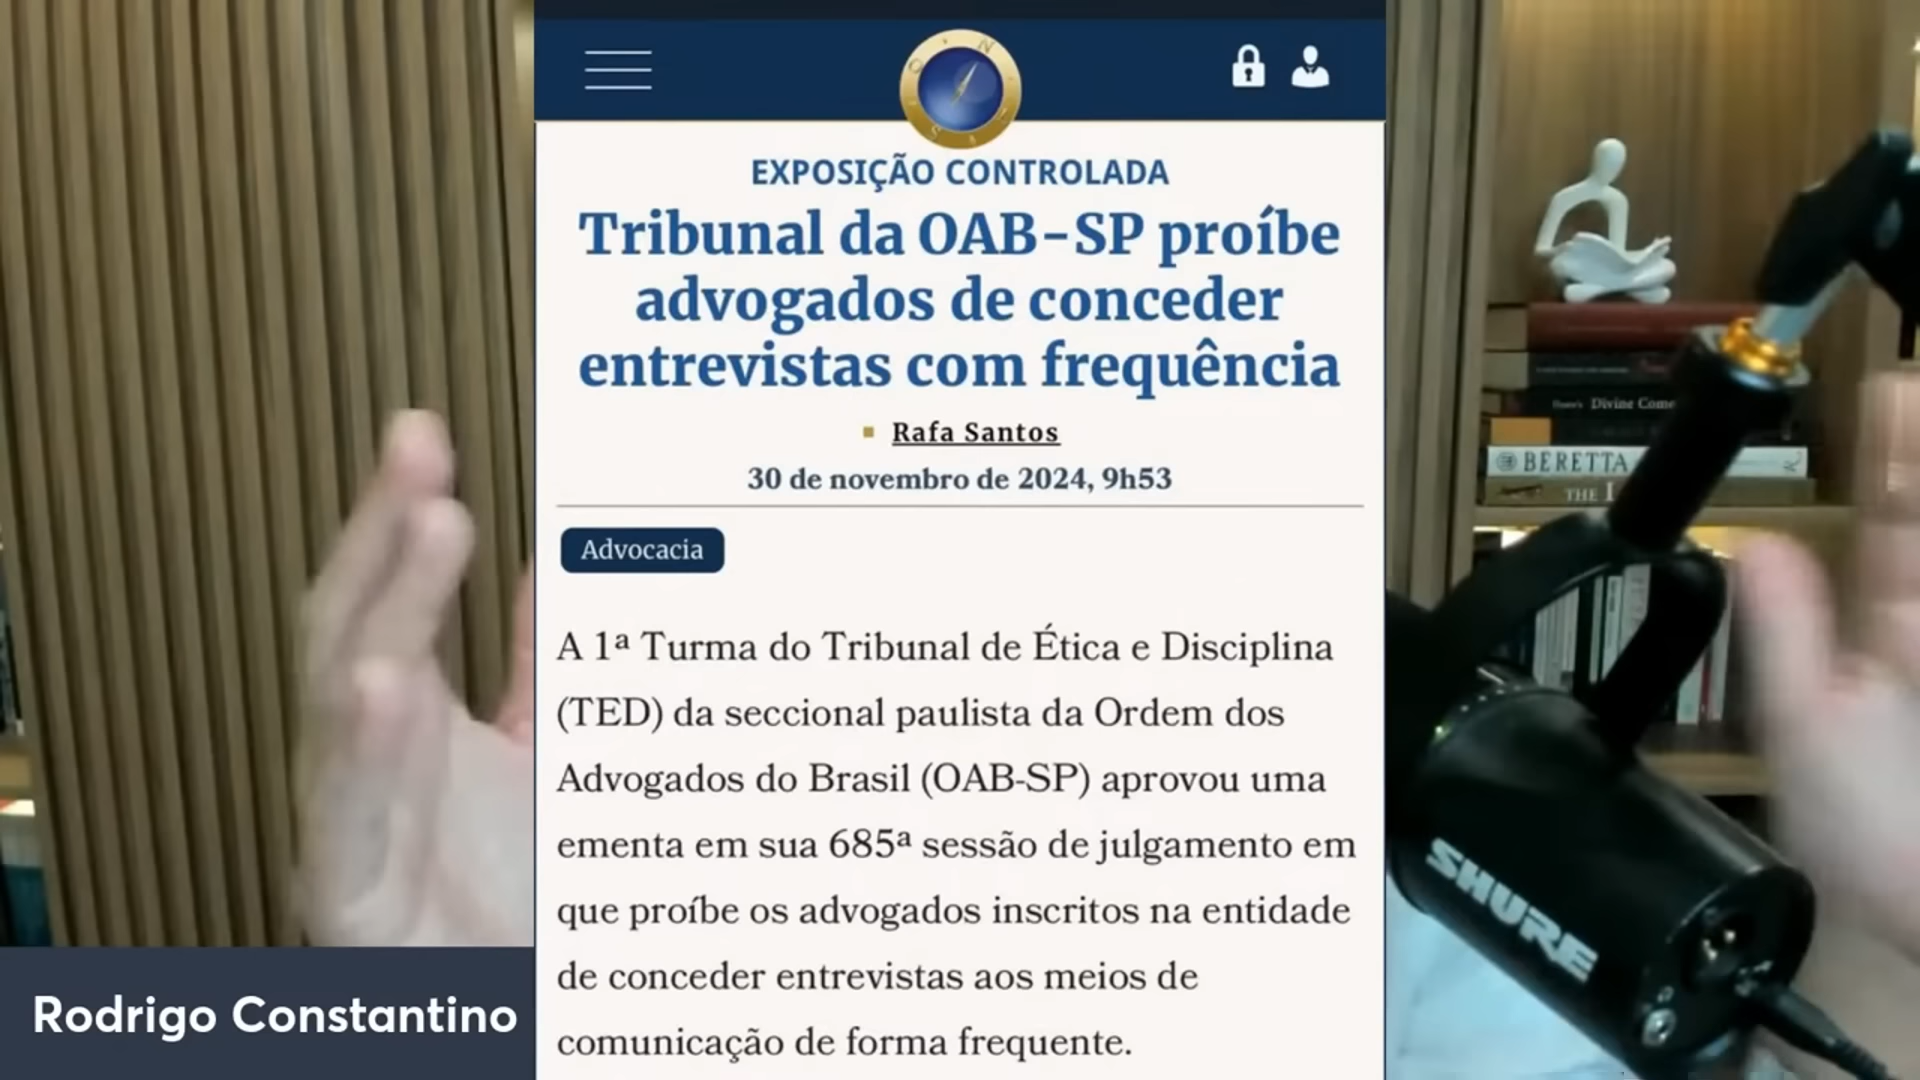 EXPOSIÇÃO CONTROLADA
Tribunal da OAB-SP proíbe
advogados de conceder
entrevistas com frequência
Rafa Santos
30 de novembro de 2024, 9h53
Advocacia
A 1ª Turma do Tribunal de Ética e Disciplina
(TED) da seccional paulista da Ordem dos
Advogados do Brasil (OAB-SP) aprovou uma
ementa em sua 685ª sessão de julgamento em
que proíbe os advogados inscritos na entidade
de conceder entrevistas aos meios de
comunicação de forma frequente.
Rodrigo Constantino
Divine Come
BERETTA
THE
SHURE